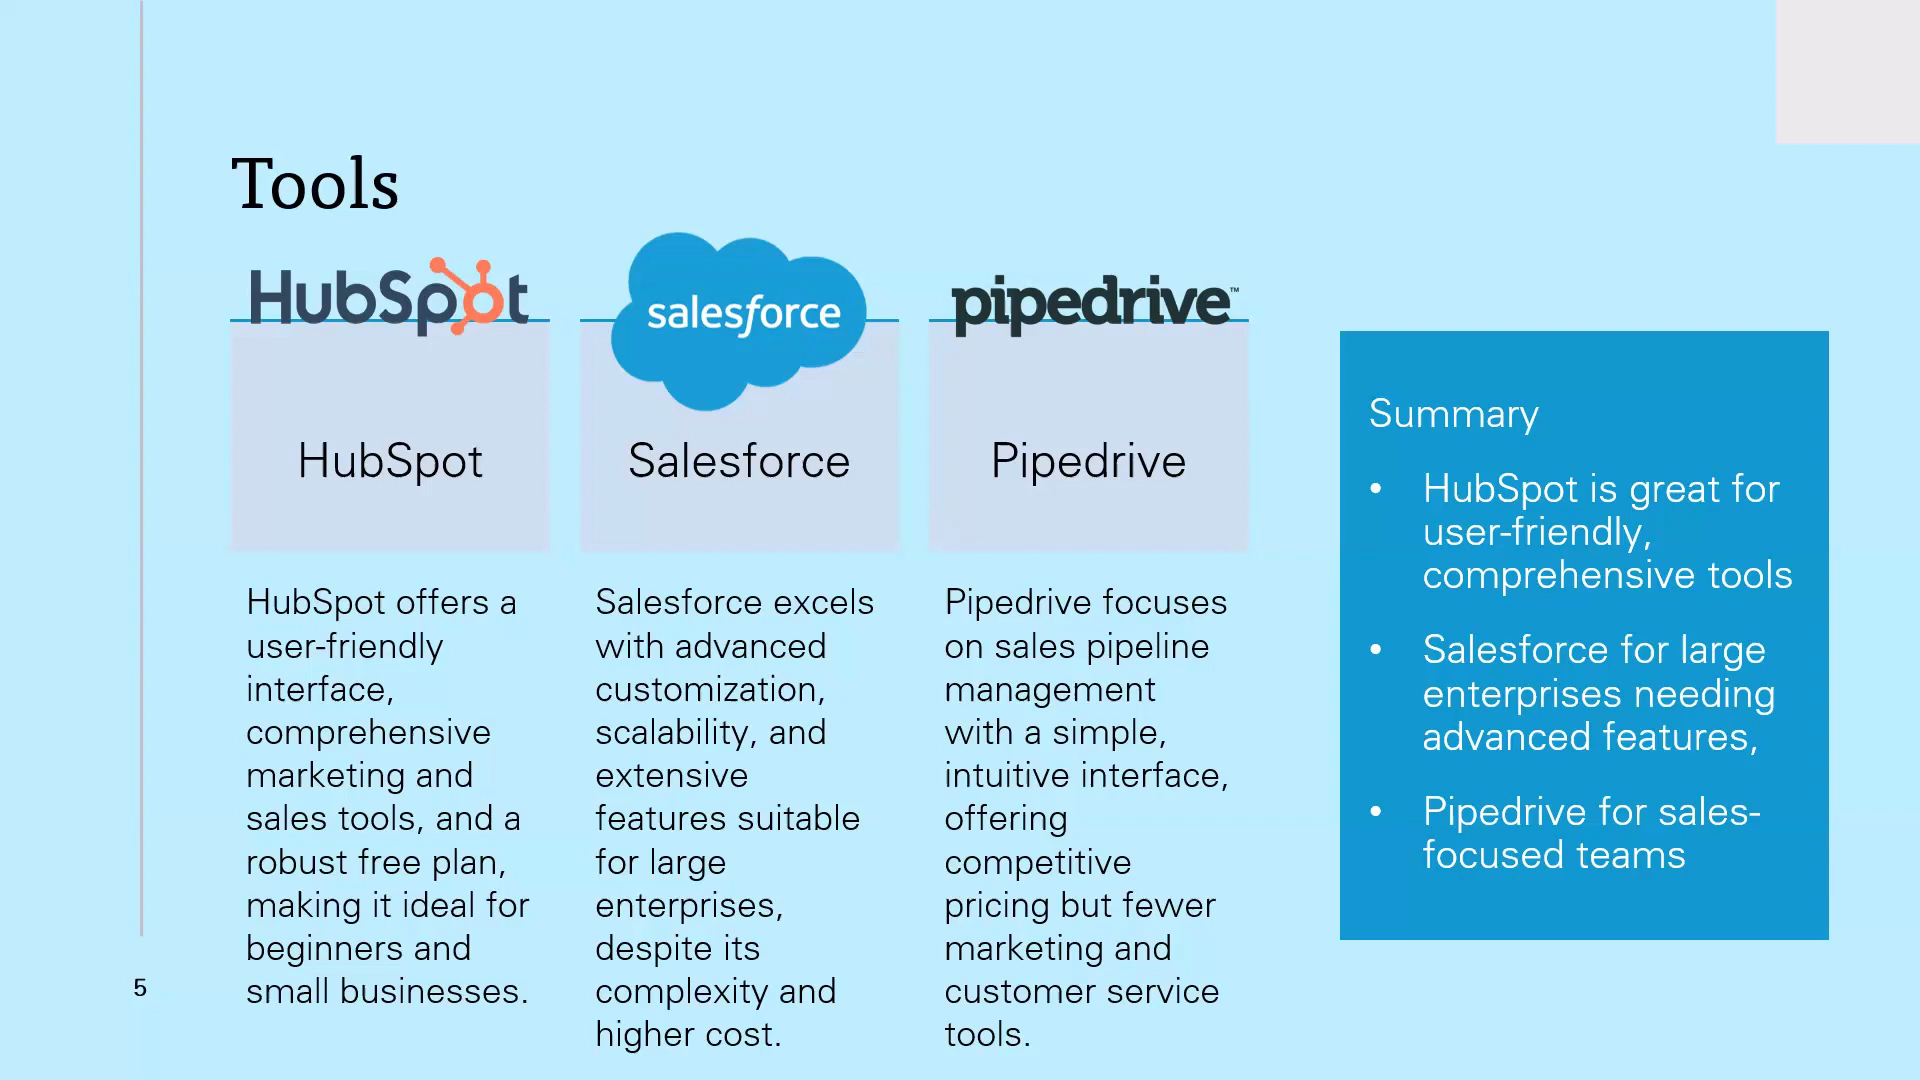 Tools
HubSpot
salesforce
pipedrive™
HubSpot
Salesforce
Pipedrive
HubSpot offers a
user-friendly
interface,
comprehensive
marketing and
sales tools, and a
robust free plan,
making it ideal for
beginners and
small businesses.
Salesforce excels
with advanced
customization,
scalability, and
extensive
features suitable
for large
enterprises,
despite its
complexity and
higher cost.
Pipedrive focuses
on sales pipeline
management
with a simple,
intuitive interface,
offering
competitive
pricing but fewer
marketing and
customer service
tools.
Summary
• HubSpot is great for
user-friendly,
comprehensive tools
• Salesforce for large
enterprises needing
advanced features,
• Pipedrive for sales-
focused teams
5